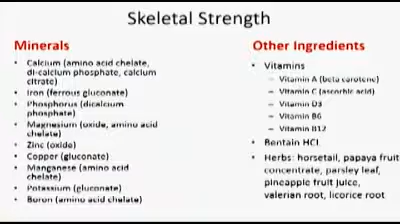 Skeletal Strength
Minerals
• Calcium (amino acid chelate,
di-calcium phosphate, calcium
citrate)
• Iron (ferrous gluconate)
• Phosphorus (dicalcium
phosphate)
• Magnesium (oxide, amino acid
chelate)
• Zinc (oxide)
• Copper (gluconate)
• Manganese (amino acid
chelate)
• Potassium (gluconate)
• Boron (amino acid chelate)
Other Ingredients
• Vitamins
– Vitamin A (beta carotene)
– Vitamin C (ascorbic acid)
– Vitamin D3
– Vitamin B6
– Vitamin B12
• Bentain HCL
• Herbs: horsetail, papaya fruit
concentrate, parsley leaf,
pineapple fruit juice,
valerian root, licorice root